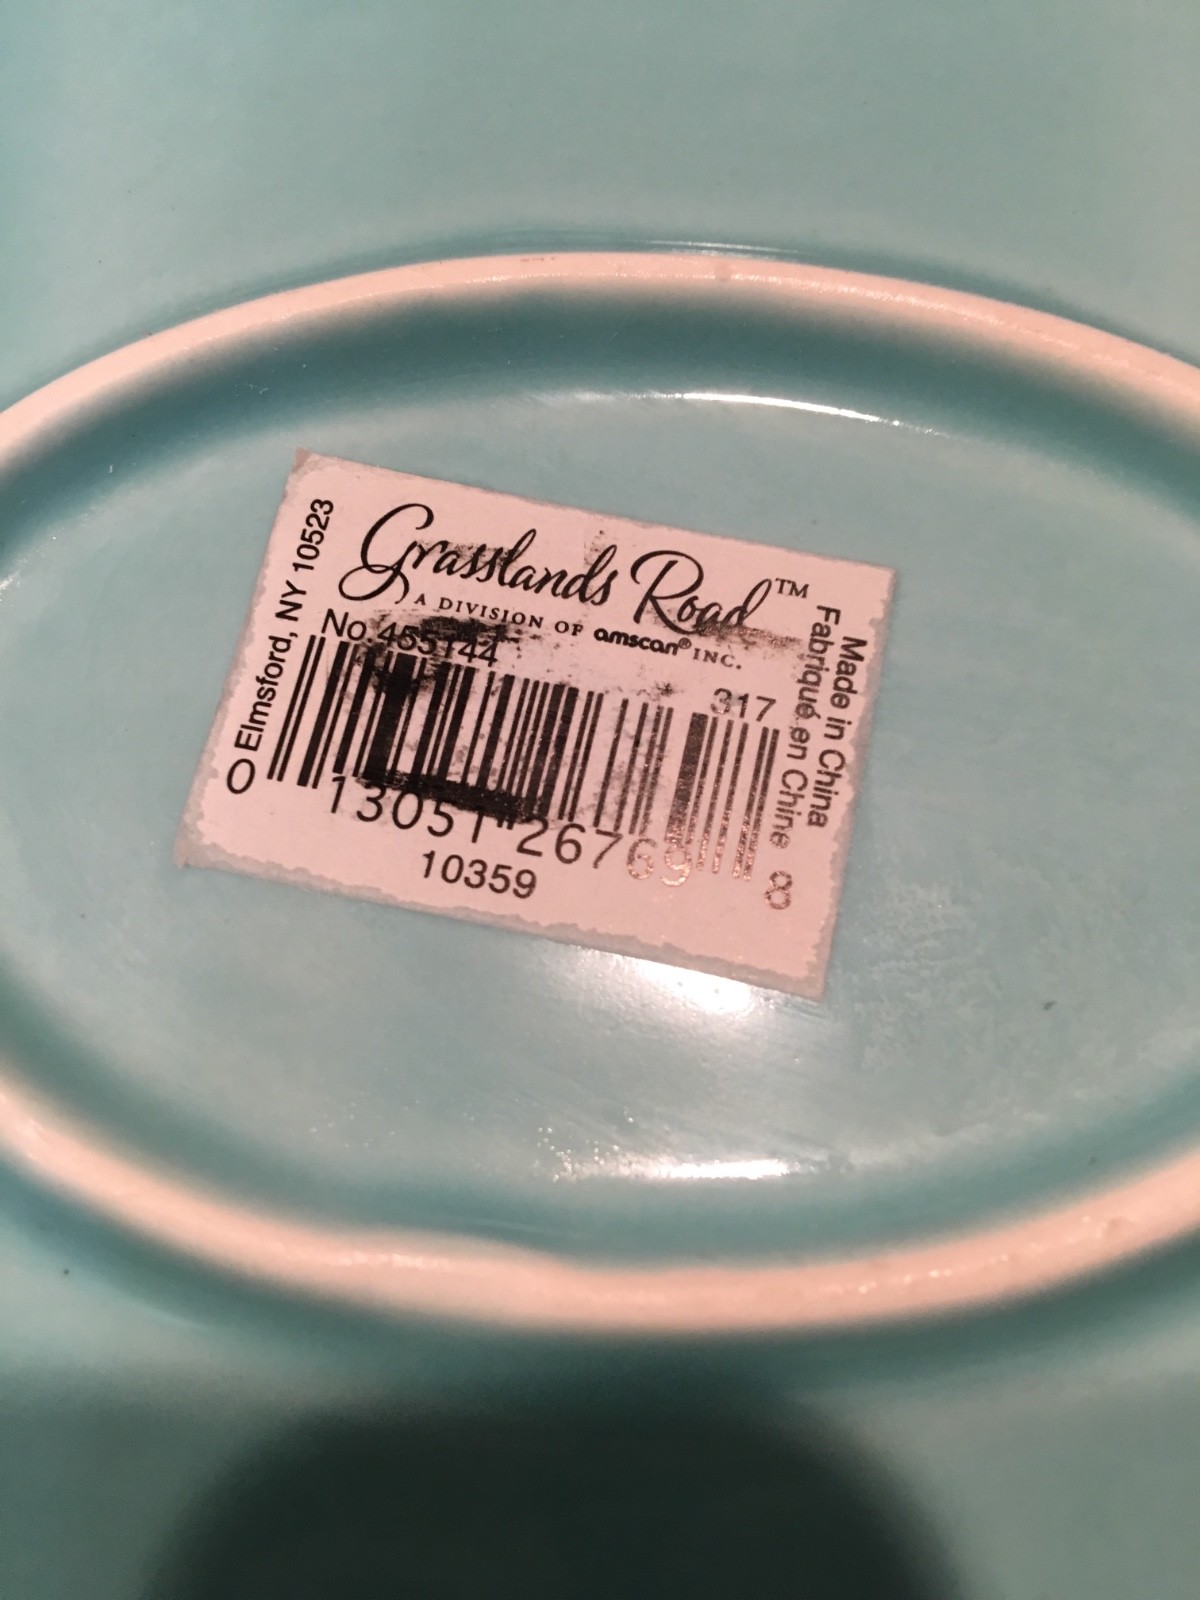 Grasslands Road™
A DIVISION OF amscan® INC.
No. 455144
317
0 13051 26769 8
10359
Elmsford, NY 10523
Made in China
Fabriqué en Chine